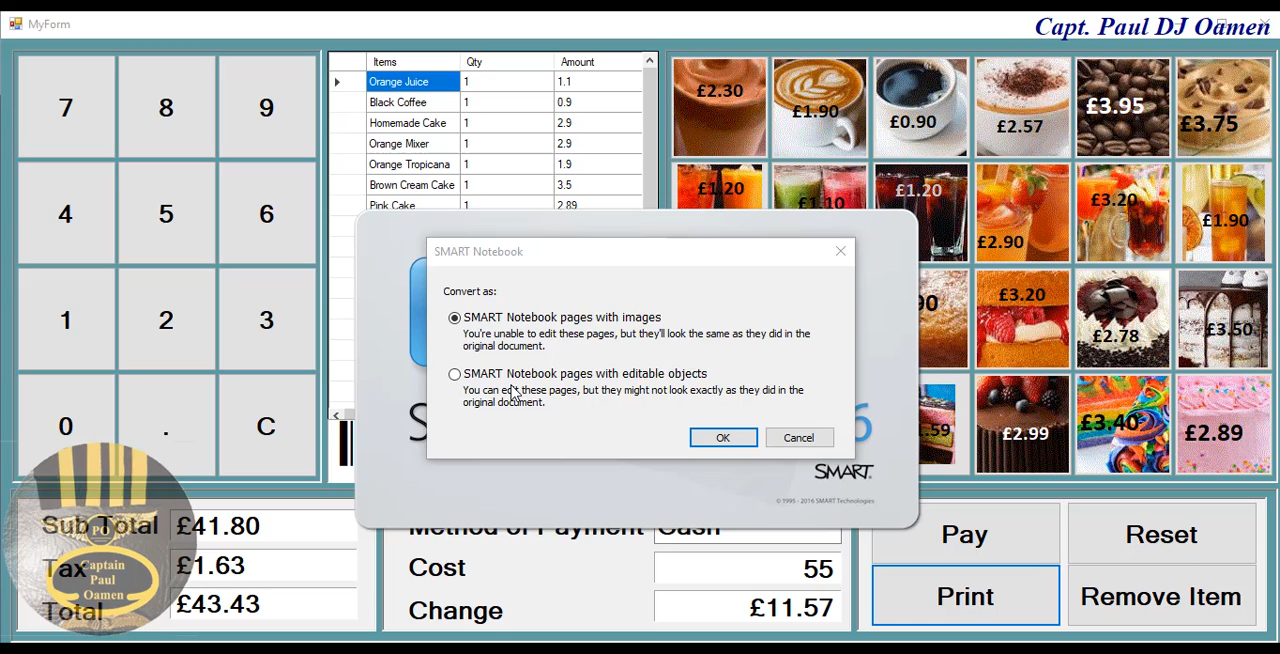 MyForm
Capt. Paul DJ Oamen
7 8 9
4 5 6
1 2 3
0 . C
Items Qty Amount
Orange Juice 1 1.1
Black Coffee 1 0.9
Homemade Cake 1 2.9
Orange Mixer 1 2.9
Orange Tropicana 1 1.9
Brown Cream Cake 1 3.5
Pink Cake 1 2.89
£2.30 £1.90 £0.90 £2.57 £3.95 £3.75
£1.20 £1.10 £1.20 £2.90 £3.20 £1.90
£3.20 £2.78 £3.50
£2.99 £3.40 £2.89
SMART Notebook
Convert as:
SMART Notebook pages with images
You're unable to edit these pages, but they'll look the same as they did in the
original document.
SMART Notebook pages with editable objects
You can edit these pages, but they might not look exactly as they did in the
original document.
OK Cancel
SMART
© 1995 - 2016 SMART Technologies
Sub Total £41.80
Tax £1.63
Total £43.43
PO
Captain
Paul
Oamen
Method of Payment Cash
Cost 55
Change £11.57
Pay Reset
Print Remove Item